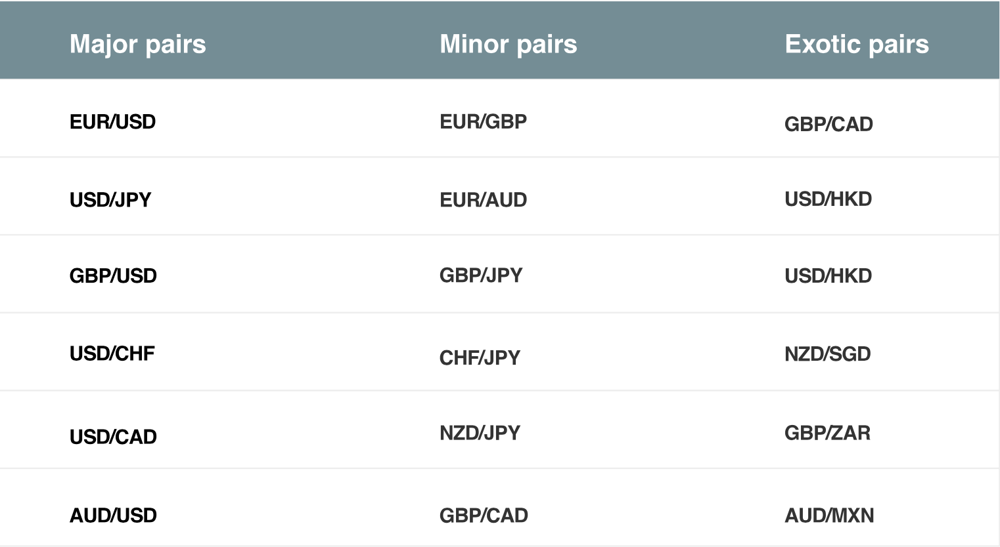 Major pairs Minor pairs Exotic pairs
EUR/USD EUR/GBP GBP/CAD
USD/JPY EUR/AUD USD/HKD
GBP/USD GBP/JPY USD/HKD
USD/CHF CHF/JPY NZD/SGD
USD/CAD NZD/JPY GBP/ZAR
AUD/USD GBP/CAD AUD/MXN